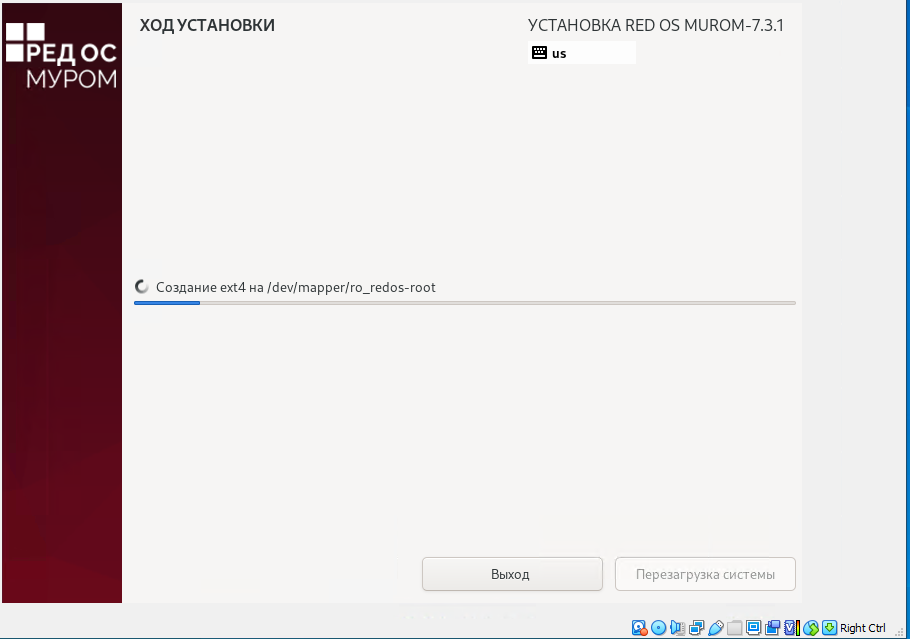 РЕД ОС
МУРОМ
ХОД УСТАНОВКИ
УСТАНОВКА RED OS MUROM-7.3.1
us
Создание ext4 на /dev/mapper/ro_redos-root
Выход
Перезагрузка системы
Right Ctrl